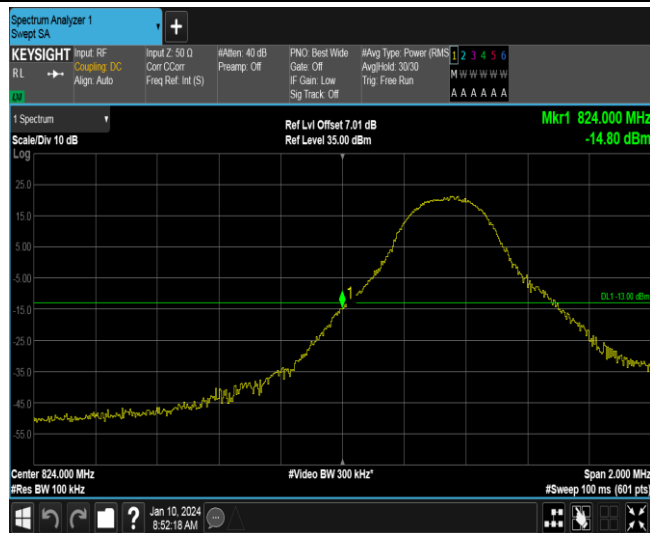 Spectrum Analyzer 1
Swept SA
+
KEYSIGHT
RL
LXI
Input: RF
Coupling: DC
Align: Auto
Input Z: 50 Ω
Corr CCorr
Freq Ref: Int (S)
#Atten: 40 dB
Preamp: Off
PNO: Best Wide
Gate: Off
IF Gain: Low
Sig Track: Off
#Avg Type: Power (RMS
Avg|Hold: 30/30
Trig: Free Run
1 2 3 4 5 6
M W W W W W
A A A A A A
1 Spectrum
Scale/Div 10 dB
Log
Ref Lvl Offset 7.01 dB
Ref Level 35.00 dBm
Mkr1 824.000 MHz
-14.80 dBm
25.0
15.0
5.00
-5.00
-15.0
-25.0
-35.0
-45.0
-55.0
1
DL1 -13.00 dBm
Center 824.000 MHz
#Res BW 100 kHz
#Video BW 300 kHz*
Span 2.000 MHz
#Sweep 100 ms (601 pts)
?
Jan 10, 2024
8:52:18 AM